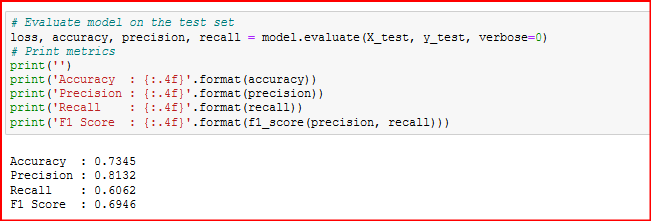 # Evaluate model on the test set
loss, accuracy, precision, recall = model.evaluate(X_test, y_test, verbose=0)
# Print metrics
print('')
print('Accuracy  : {:.4f}'.format(accuracy))
print('Precision : {:.4f}'.format(precision))
print('Recall    : {:.4f}'.format(recall))
print('F1 Score  : {:.4f}'.format(f1_score(precision, recall)))
Accuracy  : 0.7345
Precision : 0.8132
Recall    : 0.6062
F1 Score  : 0.6946